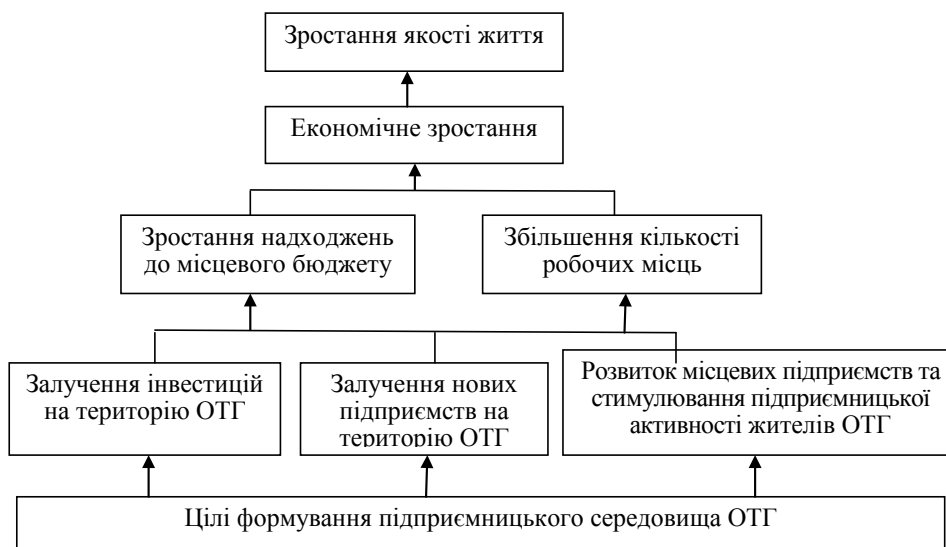 Зростання якості життя
Економічне зростання
Зростання надходжень
до місцевого бюджету
Збільшення кількості
робочих місць
Залучення інвестицій
на територію ОТГ
Залучення нових
підприємств на
територію ОТГ
Розвиток місцевих підприємств та
стимулювання підприємницької
активності жителів ОТГ
Цілі формування підприємницького середовища ОТГ